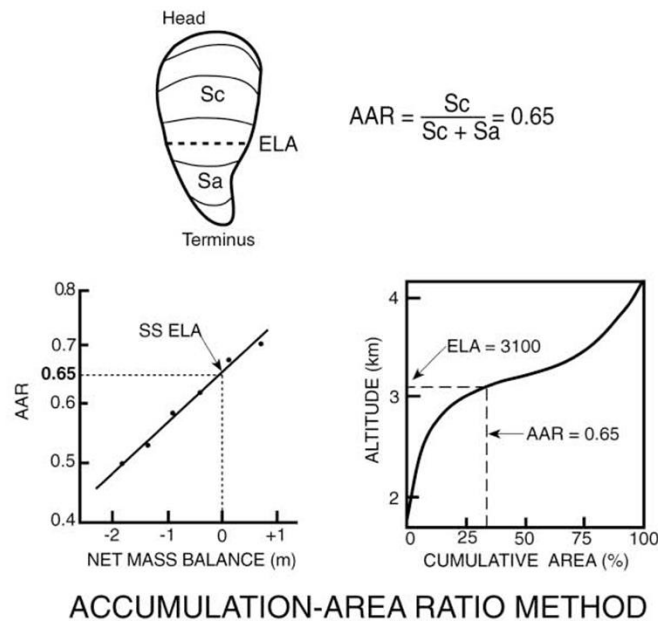 Head
Sc
ELA
Sa
Terminus
AAR = Sc / Sc + Sa = 0.65
0.8
0.7
0.65
0.6
0.5
0.4
AAR
SS ELA
-2 -1 0 +1
NET MASS BALANCE (m)
4
3
2
ALTITUDE (km)
ELA = 3100
AAR = 0.65
0 25 50 75 100
CUMULATIVE AREA (%)
ACCUMULATION-AREA RATIO METHOD